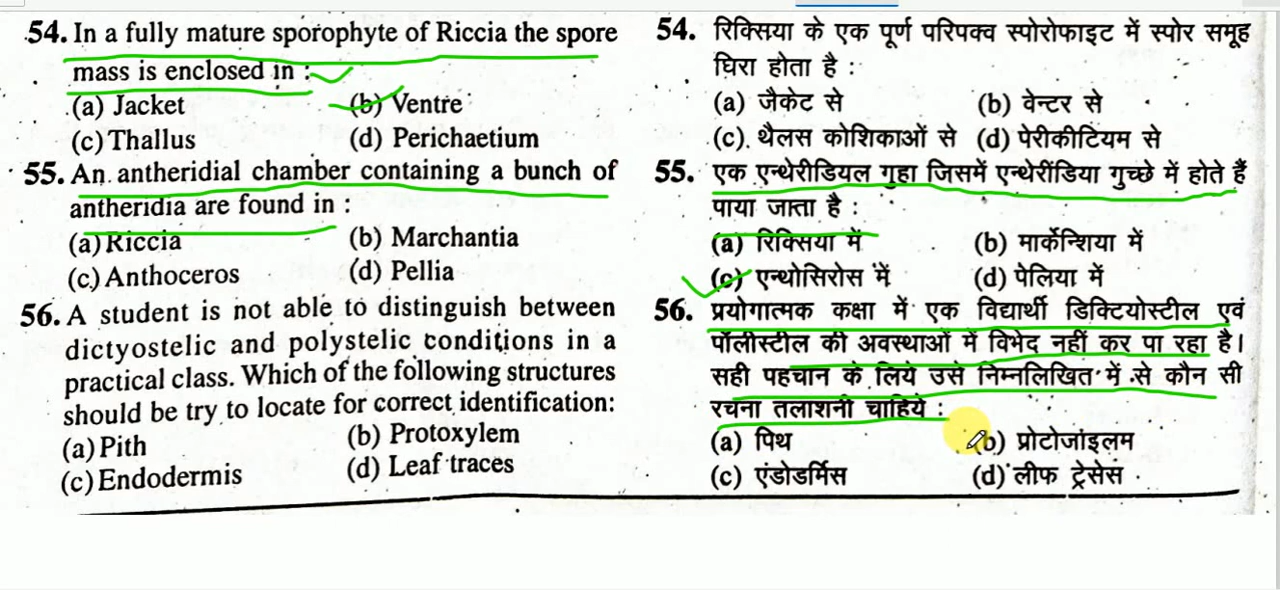 54. In a fully mature sporophyte of Riccia the spore
mass is enclosed in :
(a) Jacket (b) Ventre
(c) Thallus (d) Perichaetium
55. An antheridial chamber containing a bunch of
antheridia are found in :
(a) Riccia (b) Marchantia
(c) Anthoceros (d) Pellia
56. A student is not able to distinguish between
dictyostelic and polystelic conditions in a
practical class. Which of the following structures
should be try to locate for correct identification:
(a) Pith (b) Protoxylem
(c) Endodermis (d) Leaf traces
54. रिक्सिया के एक पूर्ण परिपक्व स्पोरोफाइट में स्पोर समूह
घिरा होता है :
(a) जैकेट से (b) वेन्टर से
(c) थैलस कोशिकाओं से (d) पेरीकीटियम से
55. एक एन्थेरीडियल गुहा जिसमें एन्थेरींडिया गुच्छे में होते हैं
पाया जाता है :
(a) रिक्सिया में (b) मार्केन्शिया में
(c) एन्थोसिरोस में (d) पेलिया में
56. प्रयोगात्मक कक्षा में एक विद्यार्थी डिक्टियोस्टील एवं
पॉलीस्टील की अवस्थाओं में विभेद नहीं कर पा रहा है।
सही पहचान के लिये उसे निम्नलिखित में से कौन सी
रचना तलाशनी चाहिये :
(a) पिथ (b) प्रोटोजांइलम
(c) एंडोडर्मिस (d) लीफ ट्रेसेस